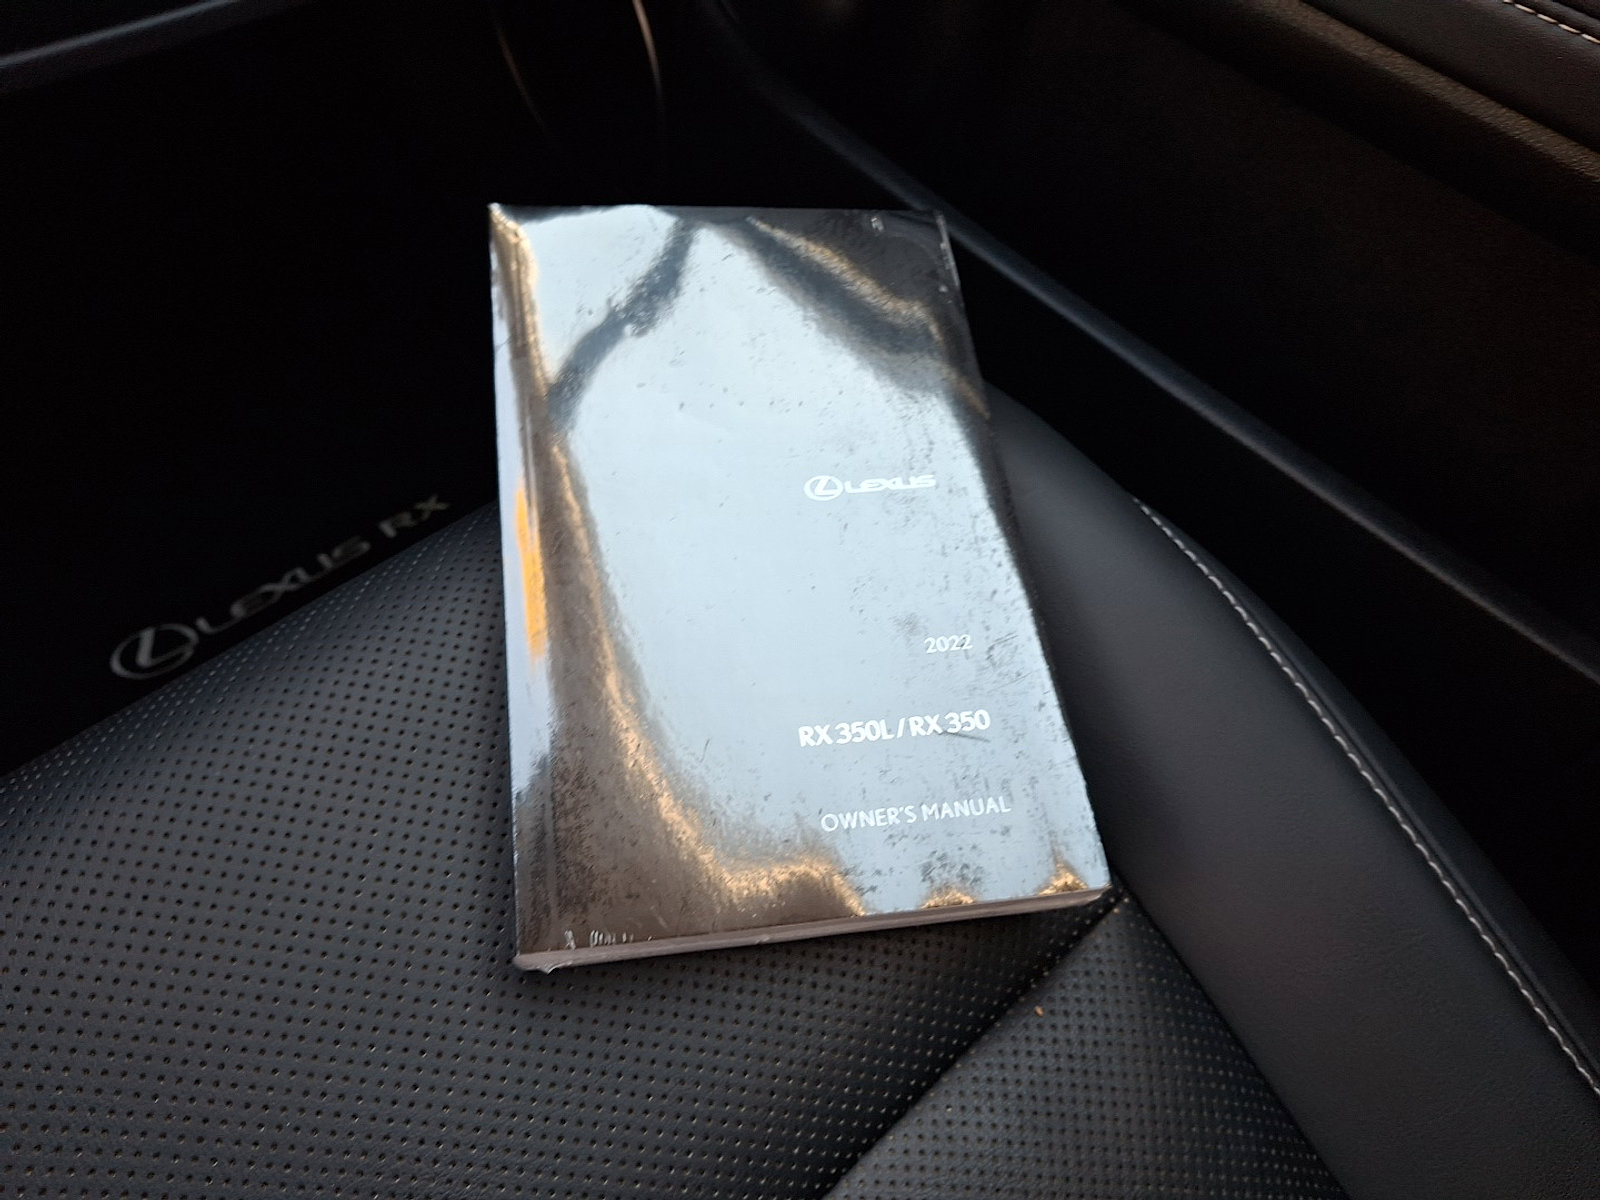 LEXUS
2022
RX 350L / RX 350
OWNER'S MANUAL
LEXUS RX